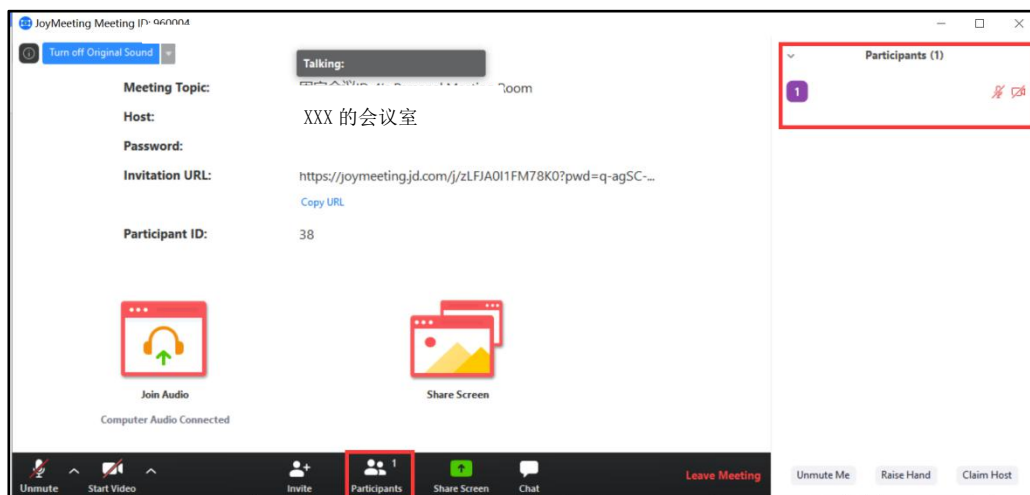 JoyMeeting Meeting ID: 960004
Turn off Original Sound
Talking:
Participants (1)
1
Meeting Topic:
Room
Host:
XXX 的会议室
Password:
Invitation URL:
https://joymeeting.jd.com/j/zLFJA0I1FM78K0?pwd=q-agSC-...
Copy URL
Participant ID:
38
Join Audio
Share Screen
Computer Audio Connected
1
Unmute
Start Video
Invite
Participants
Share Screen
Chat
Leave Meeting
Unmute Me
Raise Hand
Claim Host